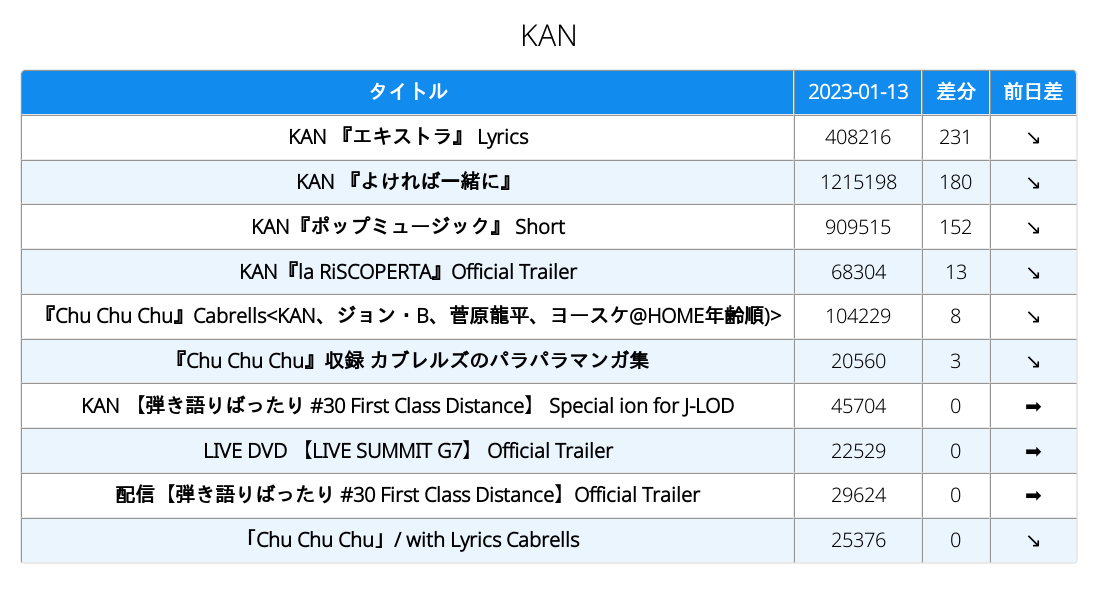 KAN
タイトル 2023-01-13 差分 前日差
KAN 『エキストラ』 Lyrics 408216 231 ↘
KAN 『よければ一緒に』 1215198 180 ↘
KAN『ポップミュージック』 Short 909515 152 ↘
KAN『la RiSCOPERTA』Official Trailer 68304 13 ↘
『Chu Chu Chu』Cabrells<KAN、ジョン・B、菅原龍平、ヨースケ@HOME年齢順)> 104229 8 ↘
『Chu Chu Chu』収録 カブレルズのパラパラマンガ集 20560 3 ↘
KAN 【弾き語りばったり #30 First Class Distance】 Special ion for J-LOD 45704 0 ➡
LIVE DVD 【LIVE SUMMIT G7】 Official Trailer 22529 0 ➡
配信【弾き語りばったり #30 First Class Distance】Official Trailer 29624 0 ➡
「Chu Chu Chu」/ with Lyrics Cabrells 25376 0 ↘